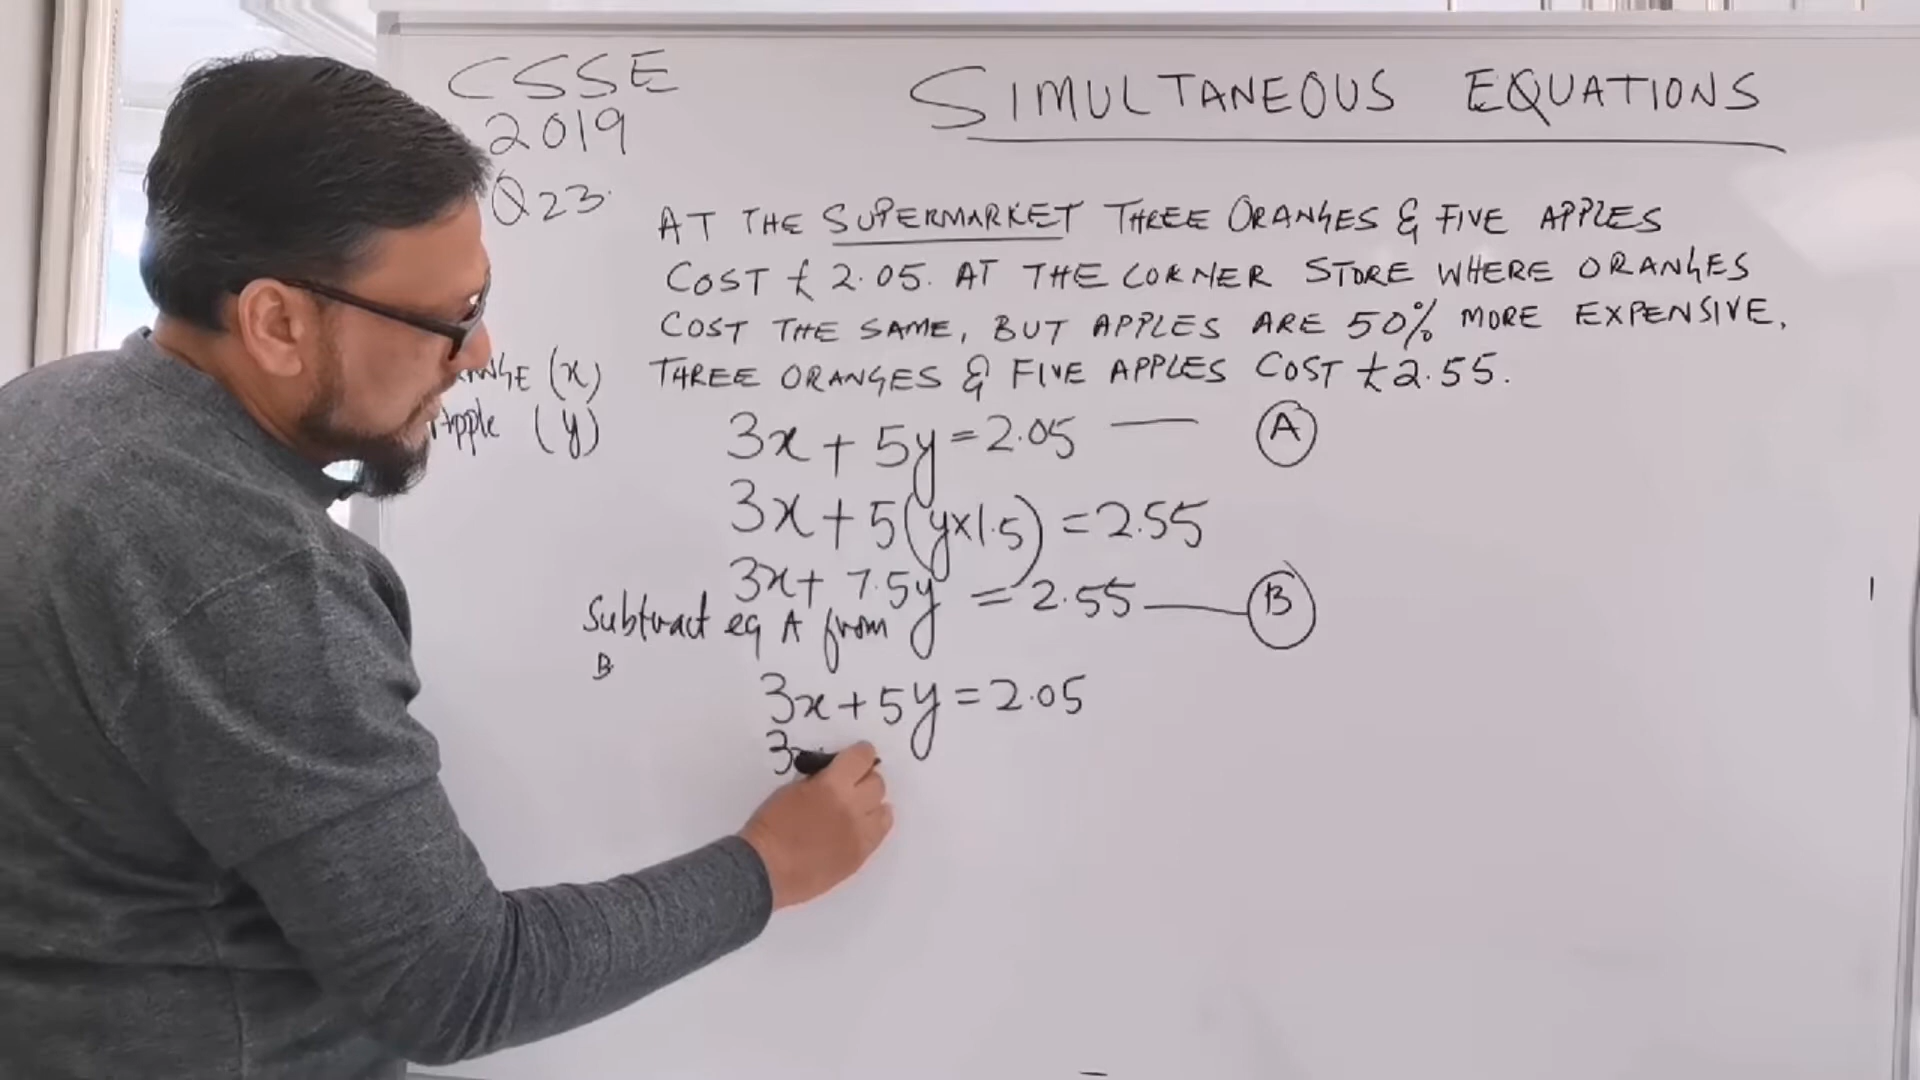 CSSE
2019
Q23.
SIMULTANEOUS EQUATIONS
AT THE SUPERMARKET THREE ORANGES & FIVE APPLES
COST £ 2.05. AT THE CORNER STORE WHERE ORANGES
COST THE SAME, BUT APPLES ARE 50% MORE EXPENSIVE.
THREE ORANGES & FIVE APPLES COST £2.55.
(x)
Apple (y)
3x + 5y = 2.05 — A
3x + 5(y×1.5) = 2.55
3x + 7.5y = 2.55 — B
Subtract eq A from
B
3x + 5y = 2.05
3x